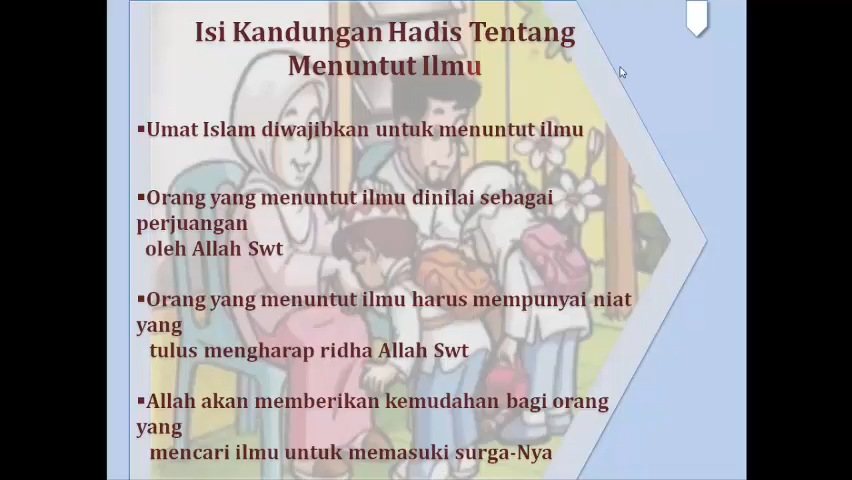 Isi Kandungan Hadis Tentang
Menuntut Ilmu
▪Umat Islam diwajibkan untuk menuntut ilmu
▪Orang yang menuntut ilmu dinilai sebagai
perjuangan
oleh Allah Swt
▪Orang yang menuntut ilmu harus mempunyai niat
yang
tulus mengharap ridha Allah Swt
▪Allah akan memberikan kemudahan bagi orang
yang
mencari ilmu untuk memasuki surga-Nya